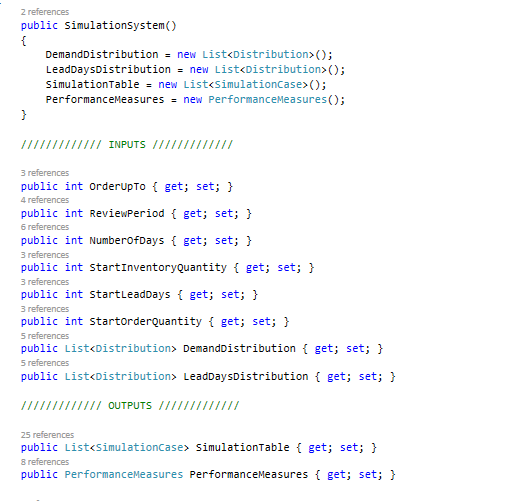 2 references
public SimulationSystem()
{
DemandDistribution = new List<Distribution>();
LeadDaysDistribution = new List<Distribution>();
SimulationTable = new List<SimulationCase>();
PerformanceMeasures = new PerformanceMeasures();
}
///////////// INPUTS /////////////
3 references
public int OrderUpTo { get; set; }
4 references
public int ReviewPeriod { get; set; }
6 references
public int NumberOfDays { get; set; }
3 references
public int StartInventoryQuantity { get; set; }
3 references
public int StartLeadDays { get; set; }
3 references
public int StartOrderQuantity { get; set; }
5 references
public List<Distribution> DemandDistribution { get; set; }
5 references
public List<Distribution> LeadDaysDistribution { get; set; }
///////////// OUTPUTS /////////////
25 references
public List<SimulationCase> SimulationTable { get; set; }
8 references
public PerformanceMeasures PerformanceMeasures { get; set; }